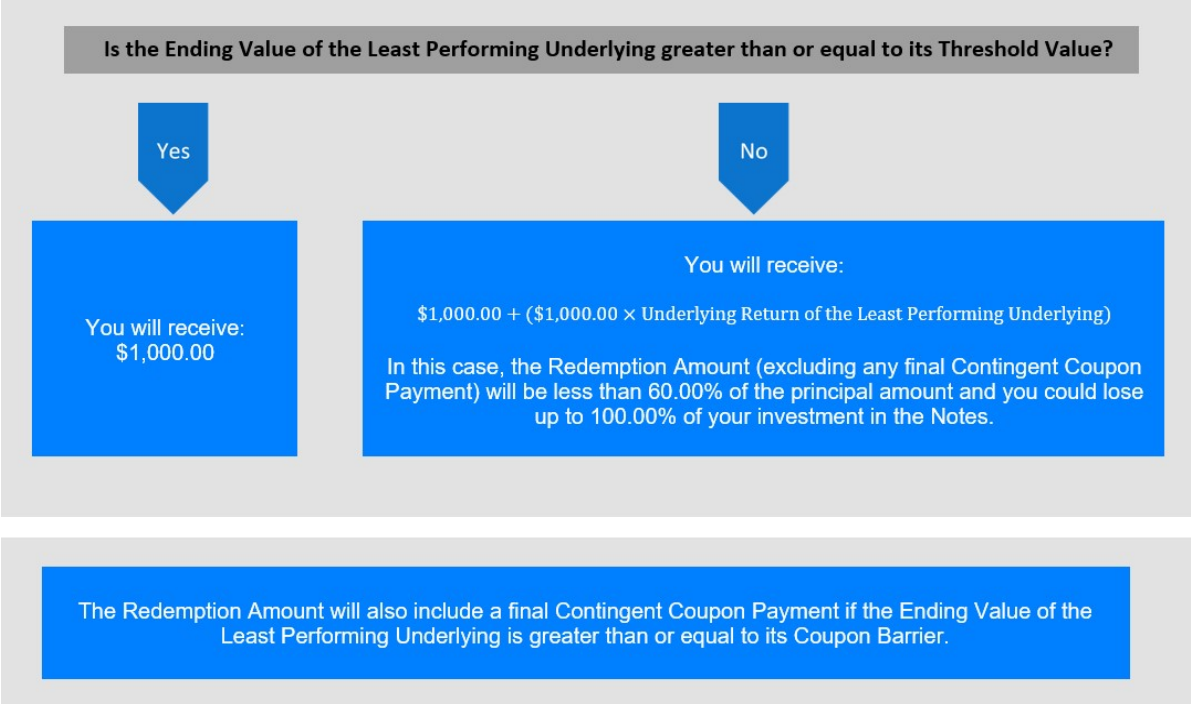 Is the Ending Value of the Least Performing Underlying greater than or equal to its Threshold Value?
Yes
No
You will receive:
$1,000.00
You will receive:
$1,000.00 + ($1,000.00 × Underlying Return of the Least Performing Underlying)
In this case, the Redemption Amount (excluding any final Contingent Coupon
Payment) will be less than 60.00% of the principal amount and you could lose
up to 100.00% of your investment in the Notes.
The Redemption Amount will also include a final Contingent Coupon Payment if the Ending Value of the
Least Performing Underlying is greater than or equal to its Coupon Barrier.